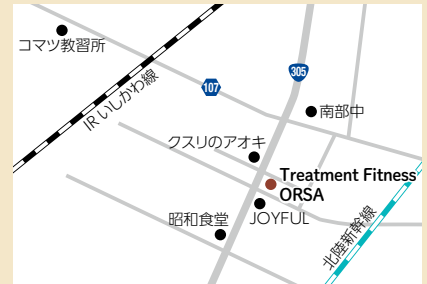 コマツ教習所
IRいしかわ線
107
305
南部中
クスリのアオキ
Treatment Fitness
ORSA
JOYFUL
昭和食堂
北陸新幹線